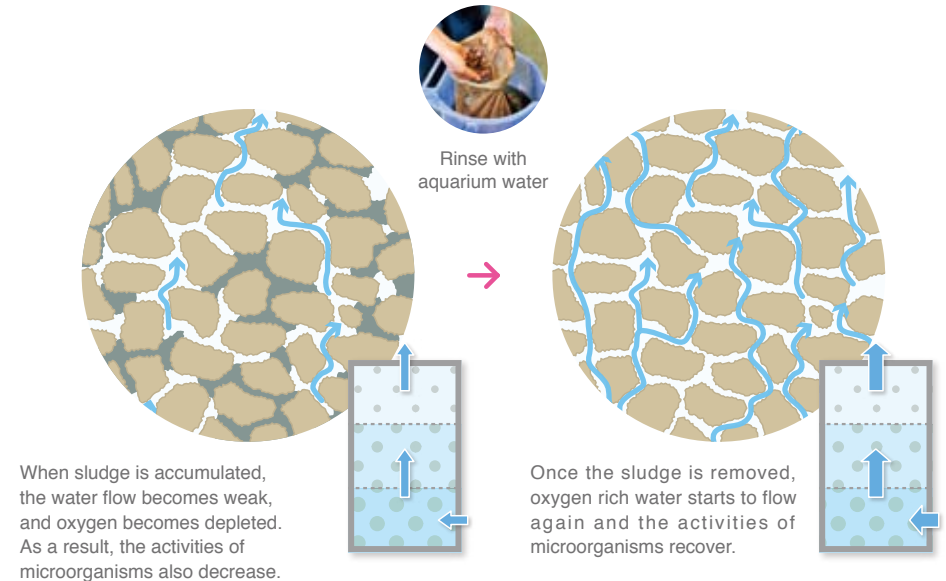 Rinse with
aquarium water
When sludge is accumulated,
the water flow becomes weak,
and oxygen becomes depleted.
As a result, the activities of
microorganisms also decrease.
Once the sludge is removed,
oxygen rich water starts to flow
again and the activities of
microorganisms recover.